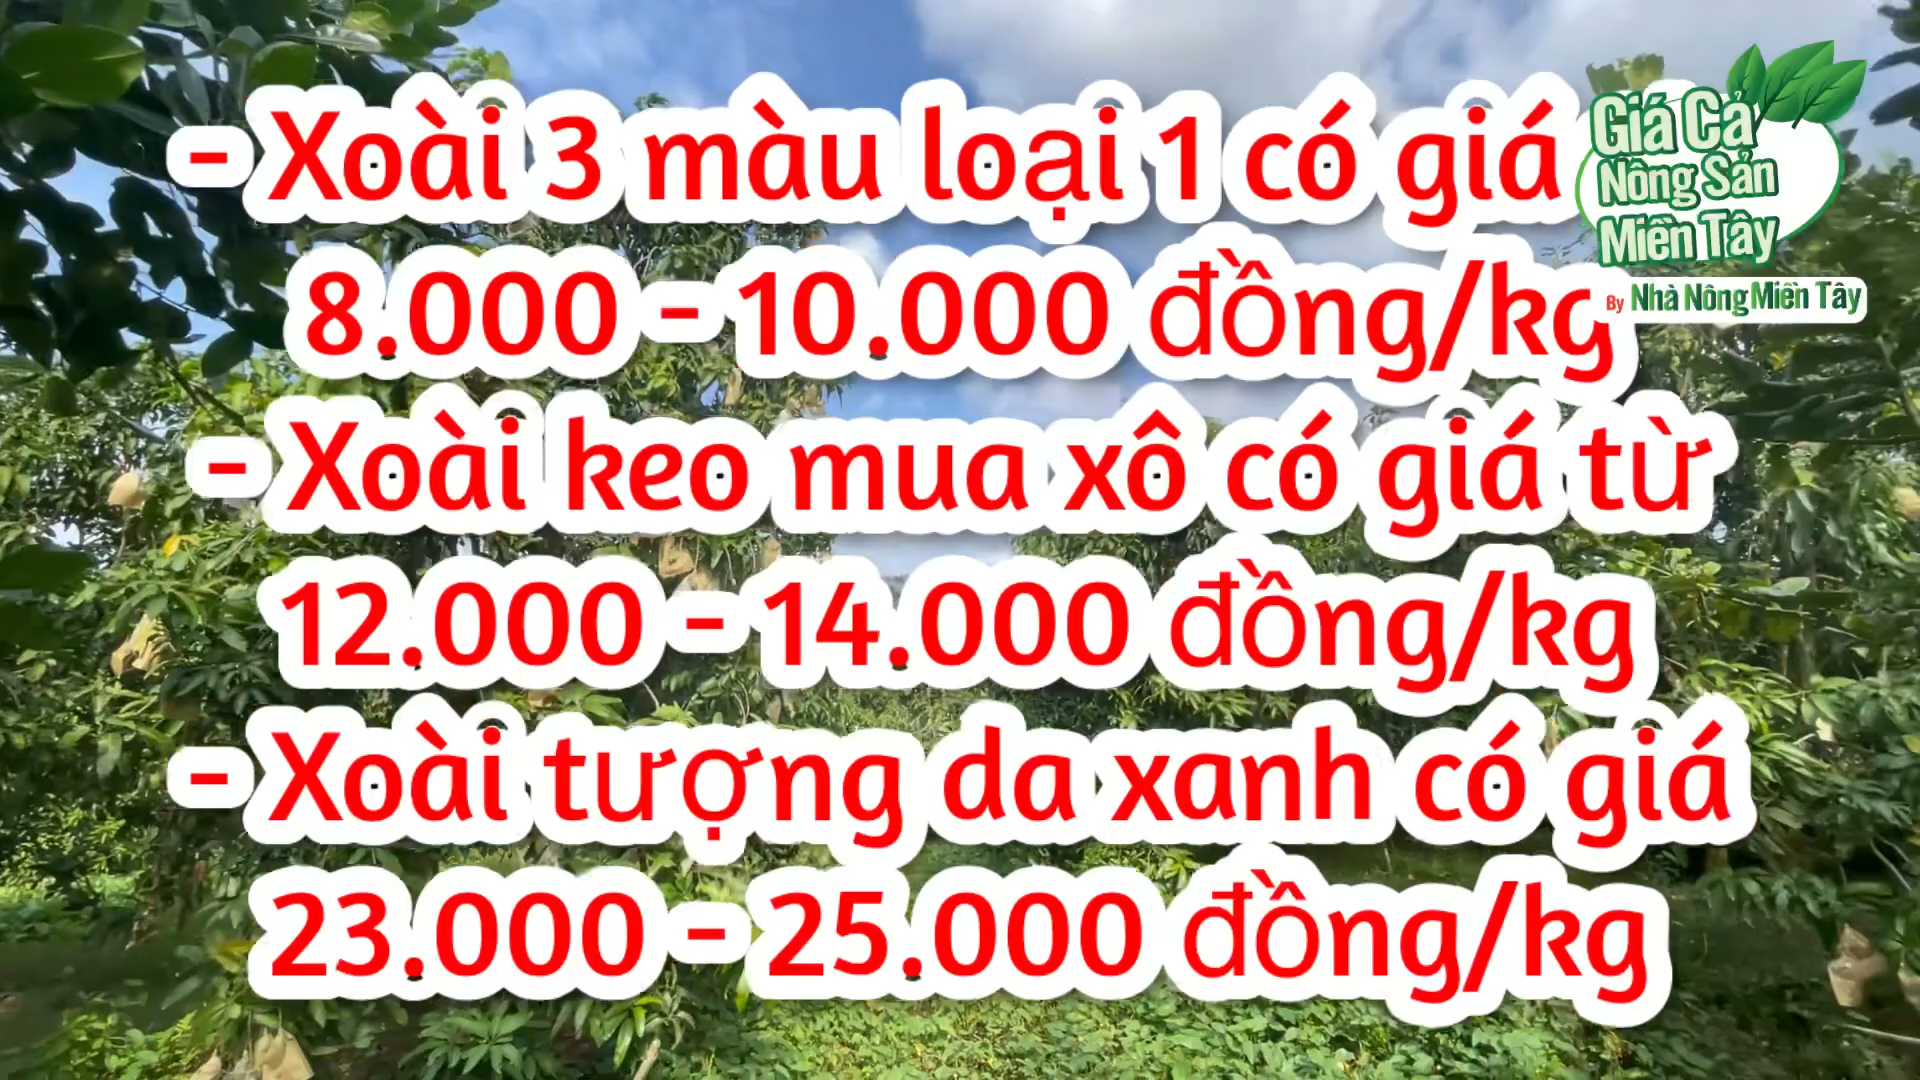 - Xoài 3 màu loại 1 có giá
8.000 - 10.000 đồng/kg
- Xoài keo mua xô có giá từ
12.000 - 14.000 đồng/kg
- Xoài tượng da xanh có giá
23.000 - 25.000 đồng/kg
Giá Cả
Nông Sản
Miền Tây
By Nhà Nông Miền Tây